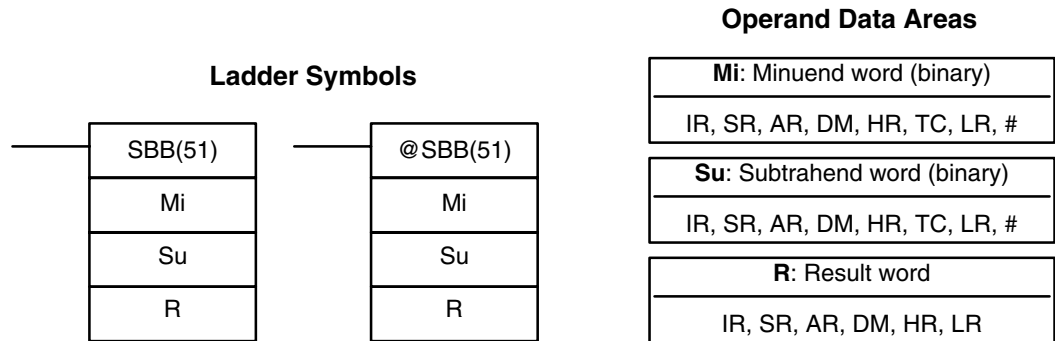 Ladder Symbols
SBB(51)
Mi
Su
R
@SBB(51)
Mi
Su
R
Operand Data Areas
Mi: Minuend word (binary)
IR, SR, AR, DM, HR, TC, LR, #
Su: Subtrahend word (binary)
IR, SR, AR, DM, HR, TC, LR, #
R: Result word
IR, SR, AR, DM, HR, LR